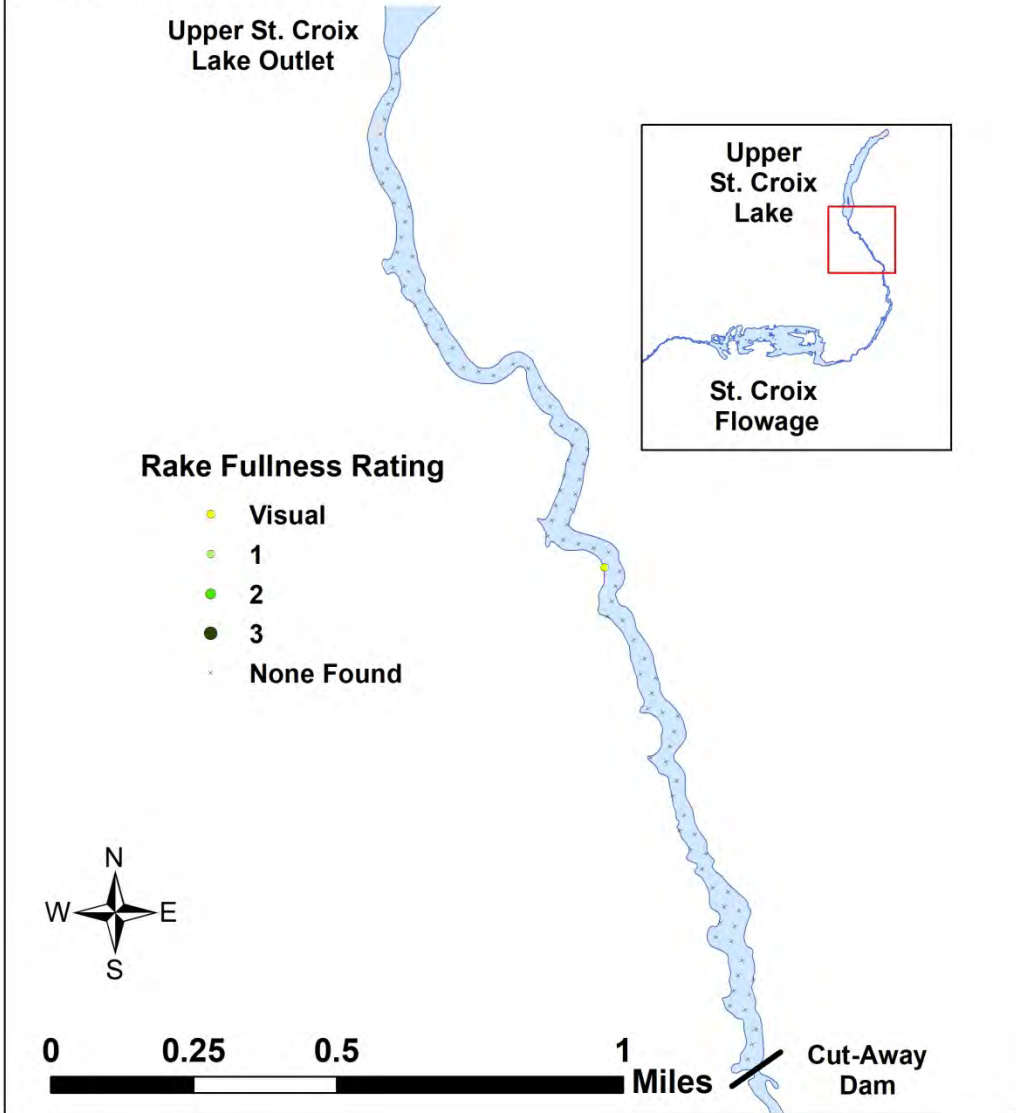 Upper St. Croix
Lake Outlet
Upper
St. Croix
Lake
St. Croix
Flowage
Rake Fullness Rating
Visual
1
2
3
None Found
N
W E
S
0 0.25 0.5 1
Miles
Cut-Away
Dam